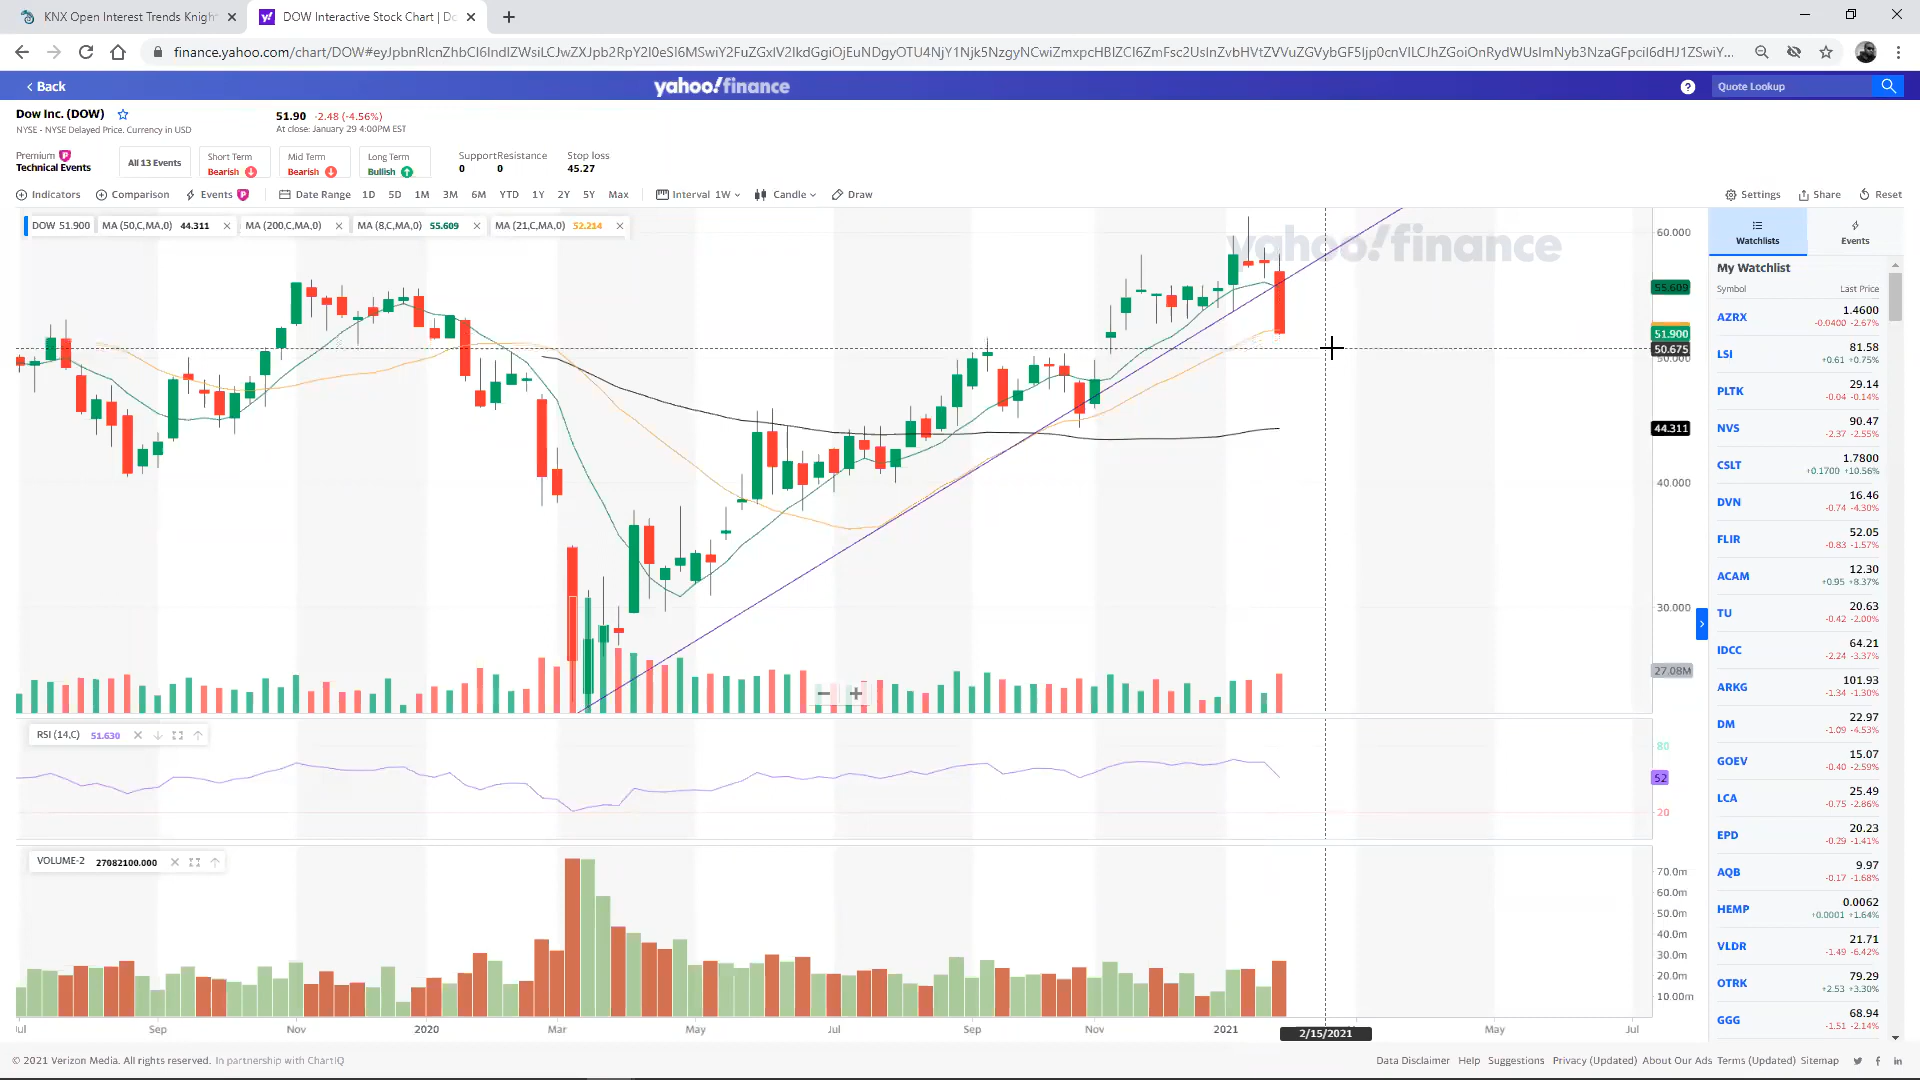 KNX Open Interest Trends Knight
DOW Interactive Stock Chart | Do
Back
yahoo!finance
Quote Lookup
Dow Inc. (DOW)
51.90 -2.48 (-4.56%)
NYSE - NYSE Delayed Price. Currency in USD
At close: January 29 4:00PM EST
Premium
Technical Events
All 13 Events
Short Term
Bearish
Mid Term
Bearish
Long Term
Bullish
Support Resistance
0 0
Stop loss
45.27
Indicators Comparison Events Date Range 1D 5D 1M 3M 6M YTD 1Y 2Y 5Y Max Interval 1W Candle Draw
Settings Share Reset
DOW 51.900 MA (50,C,MA,0) 44.311 MA (200,C,MA,0) MA (8,C,MA,0) 55.609 MA (21,C,MA,0) 52.214
yahoo!finance
60.000
55.609
51.900
50.675
50.000
44.311
40.000
30.000
27.08M
RSI (14,C) 51.630
80
52
20
VOLUME-2 27082100.000
70.0m
60.0m
50.0m
40.0m
30.0m
20.0m
10.00m
Sep Nov 2020 Mar May Jul Sep Nov 2021 May Jul
2/15/2021
Watchlists
Events
My Watchlist
Symbol Last Price
AZRX 1.4600
-0.0400 -2.67%
LSI 81.58
+0.61 +0.75%
PLTK 29.14
-0.04 -0.14%
NVS 90.47
-2.37 -2.55%
CSLT 1.7800
+0.1700 +10.56%
DVN 16.46
-0.74 -4.30%
FLIR 52.05
-0.83 -1.57%
ACAM 12.30
+0.95 +8.37%
TU 20.63
-0.42 -2.00%
IDCC 64.21
-2.24 -3.37%
ARKG 101.93
-1.34 -1.30%
DM 22.97
-1.09 -4.53%
GOEV 15.07
-0.40 -2.59%
LCA 25.49
-0.75 -2.86%
EPD 20.23
-0.29 -1.41%
AQB 9.97
-0.17 -1.68%
HEMP 0.0062
+0.0001 +1.64%
VLDR 21.71
-1.49 -6.42%
OTRK 79.29
+2.53 +3.30%
GGG 68.94
-1.51 -2.14%
© 2021 Verizon Media. All rights reserved. In partnership with ChartIQ
Data Disclaimer Help Suggestions Privacy (Updated) About Our Ads Terms (Updated) Sitemap